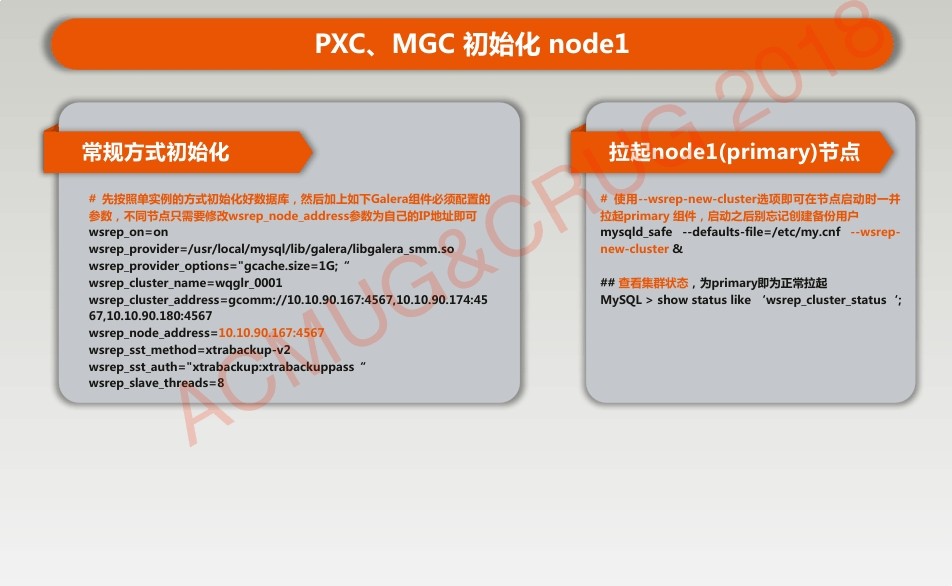 PXC、MGC 初始化 node1
常规方式初始化
# 先按照单实例的方式初始化好数据库，然后加上如下Galera组件必须配置的
参数，不同节点只需要修改wsrep_node_address参数为自己的IP地址即可
wsrep_on=on
wsrep_provider=/usr/local/mysql/lib/galera/libgalera_smm.so
wsrep_provider_options="gcache.size=1G; “
wsrep_cluster_name=wqglr_0001
wsrep_cluster_address=gcomm://10.10.90.167:4567,10.10.90.174:45
67,10.10.90.180:4567
wsrep_node_address=10.10.90.167:4567
wsrep_sst_method=xtrabackup-v2
wsrep_sst_auth="xtrabackup:xtrabackuppass “
wsrep_slave_threads=8
拉起node1(primary)节点
# 使用--wsrep-new-cluster选项即可在节点启动时一并
拉起primary 组件，启动之后别忘记创建备份用户
mysqld_safe --defaults-file=/etc/my.cnf --wsrep-
new-cluster &
## 查看集群状态，为primary即为正常拉起
MySQL > show status like ‘wsrep_cluster_status‘;
ACMUG&CRUG 2018